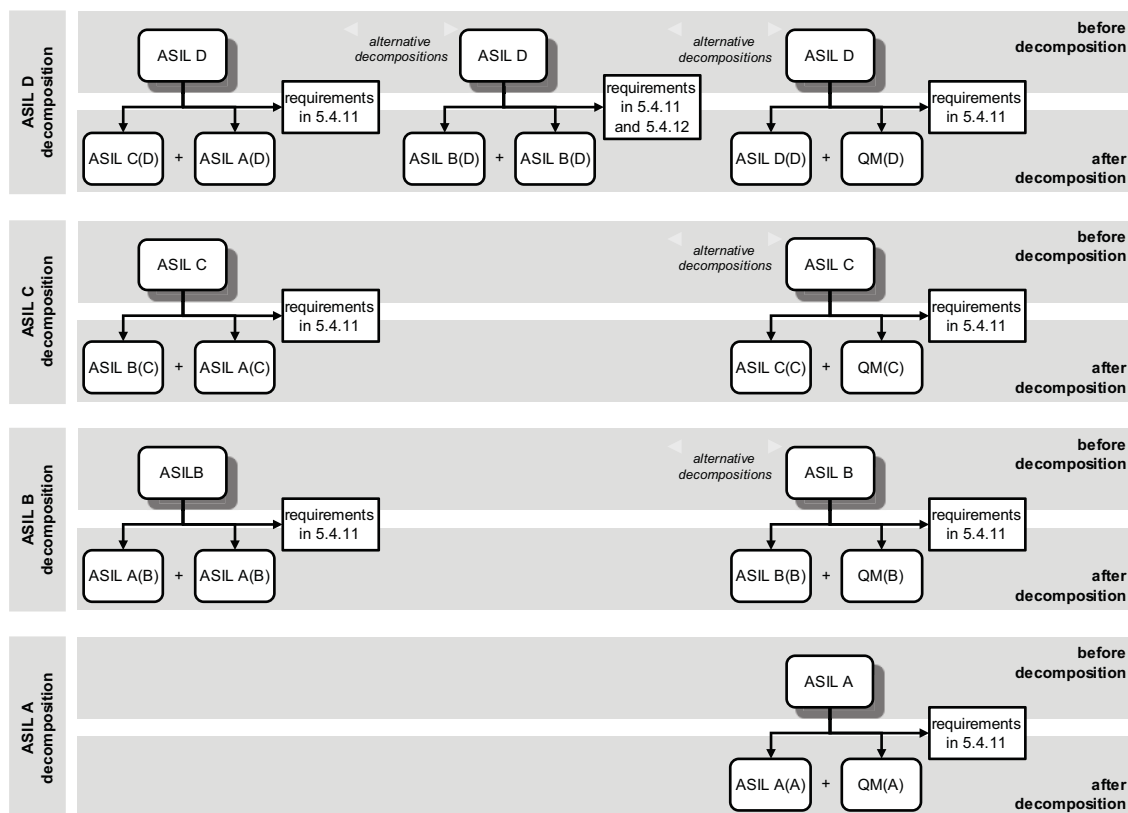 ASIL D
decomposition
ASIL D
alternative
decompositions
ASIL D
alternative
decompositions
ASIL D
before
decomposition
requirements
in 5.4.11
requirements
in 5.4.11
and 5.4.12
requirements
in 5.4.11
ASIL C(D) + ASIL A(D)
ASIL B(D) + ASIL B(D)
ASIL D(D) + QM(D)
after
decomposition
ASIL C
decomposition
ASIL C
alternative
decompositions
ASIL C
before
decomposition
requirements
in 5.4.11
requirements
in 5.4.11
ASIL B(C) + ASIL A(C)
ASIL C(C) + QM(C)
after
decomposition
ASIL B
decomposition
ASILB
alternative
decompositions
ASIL B
before
decomposition
requirements
in 5.4.11
requirements
in 5.4.11
ASIL A(B) + ASIL A(B)
ASIL B(B) + QM(B)
after
decomposition
ASIL A
decomposition
ASIL A
before
decomposition
requirements
in 5.4.11
ASIL A(A) + QM(A)
after
decomposition